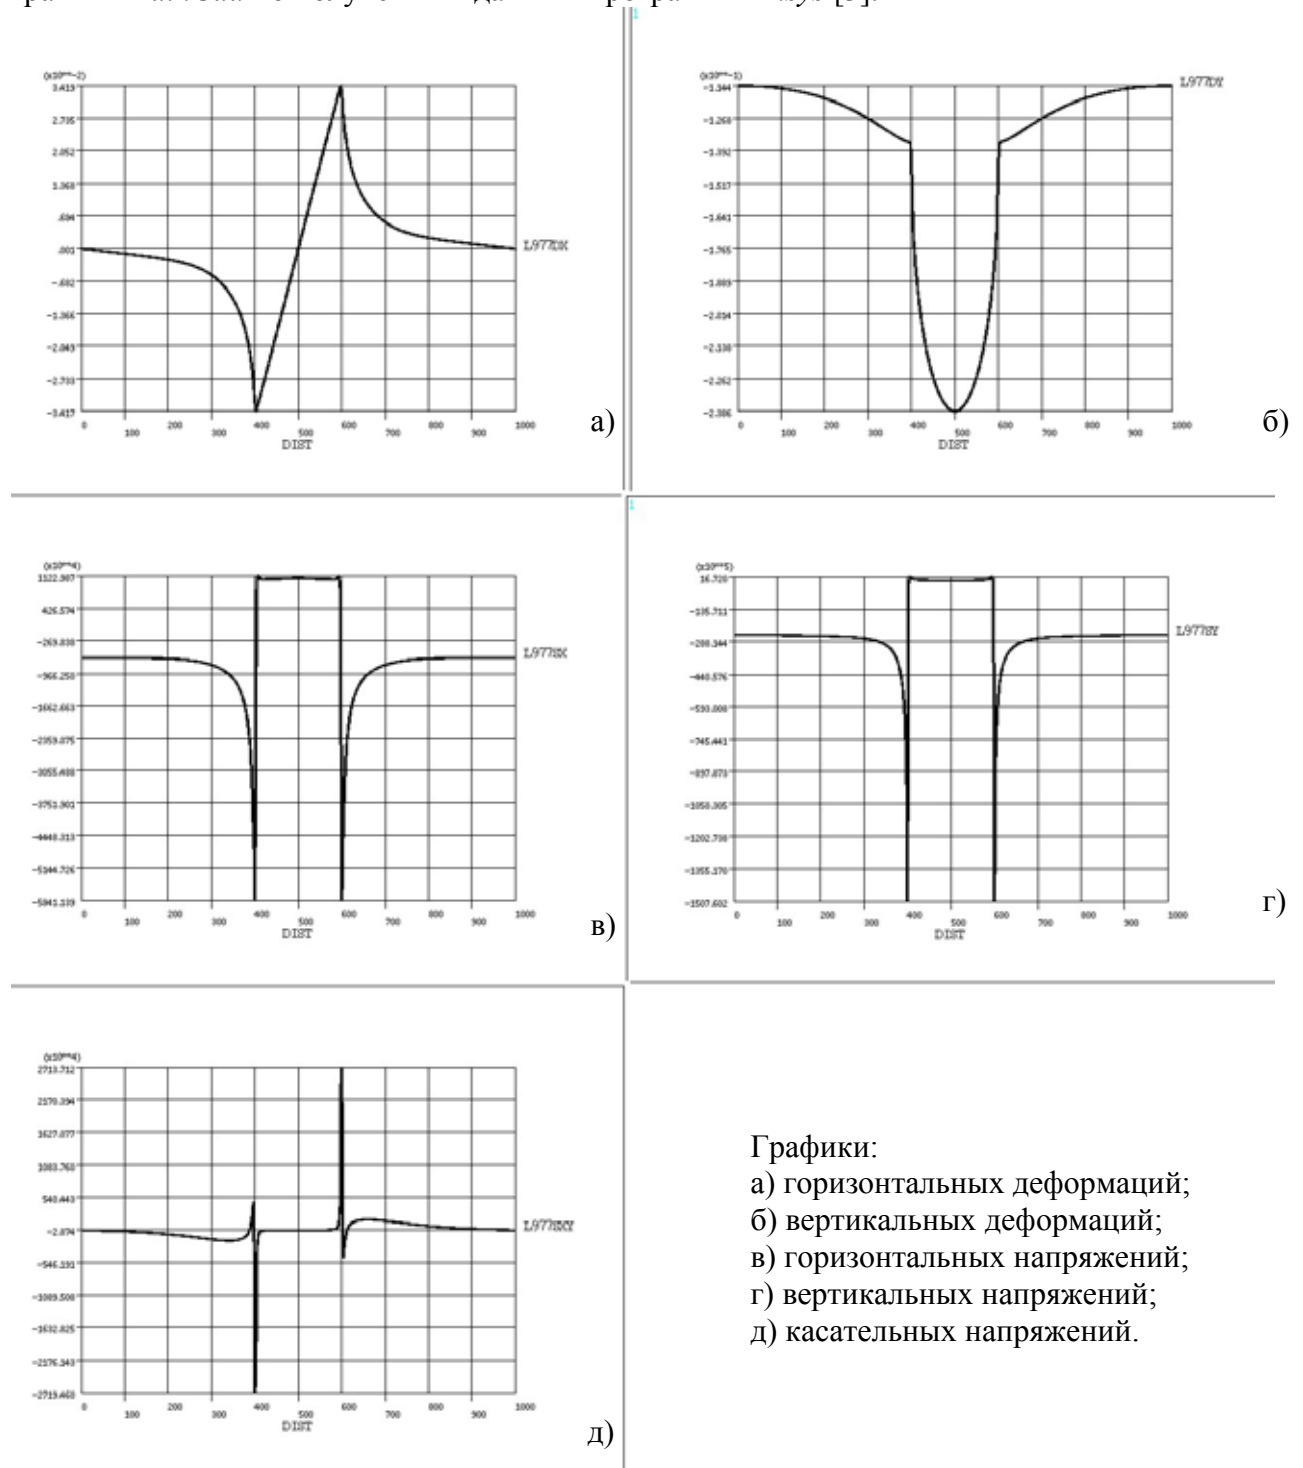 1
1
(x10**-2)
3.413
2.735
2.052
1.368
.684
.001
-.682
-1.366
-2.049
-2.733
-3.417
0 100 200 300 400 500 600 700 800 900 1000
DIST
L977DX
а)
(x10**-1)
-1.144
-1.268
-1.392
-1.517
-1.641
-1.765
-1.889
-2.014
-2.138
-2.262
-2.386
0 100 200 300 400 500 600 700 800 900 1000
DIST
L977DY
б)
(x10**4)
1122.987
426.574
-269.838
-966.250
-1662.663
-2359.075
-3055.488
-3751.901
-4448.313
-5144.726
-5841.139
0 100 200 300 400 500 600 700 800 900 1000
DIST
L977SX
в)
(x10**5)
16.720
-135.711
-288.144
-440.576
-593.008
-745.441
-897.873
-1050.305
-1202.738
-1355.170
-1507.602
0 100 200 300 400 500 600 700 800 900 1000
DIST
L977SY
г)
(x10**4)
2713.712
2170.394
1627.077
1083.760
540.443
-2.874
-546.191
-1089.508
-1632.825
-2176.143
-2719.460
0 100 200 300 400 500 600 700 800 900 1000
DIST
L977SXY
д)
Графики:
а) горизонтальных деформаций;
б) вертикальных деформаций;
в) горизонтальных напряжений;
г) вертикальных напряжений;
д) касательных напряжений.